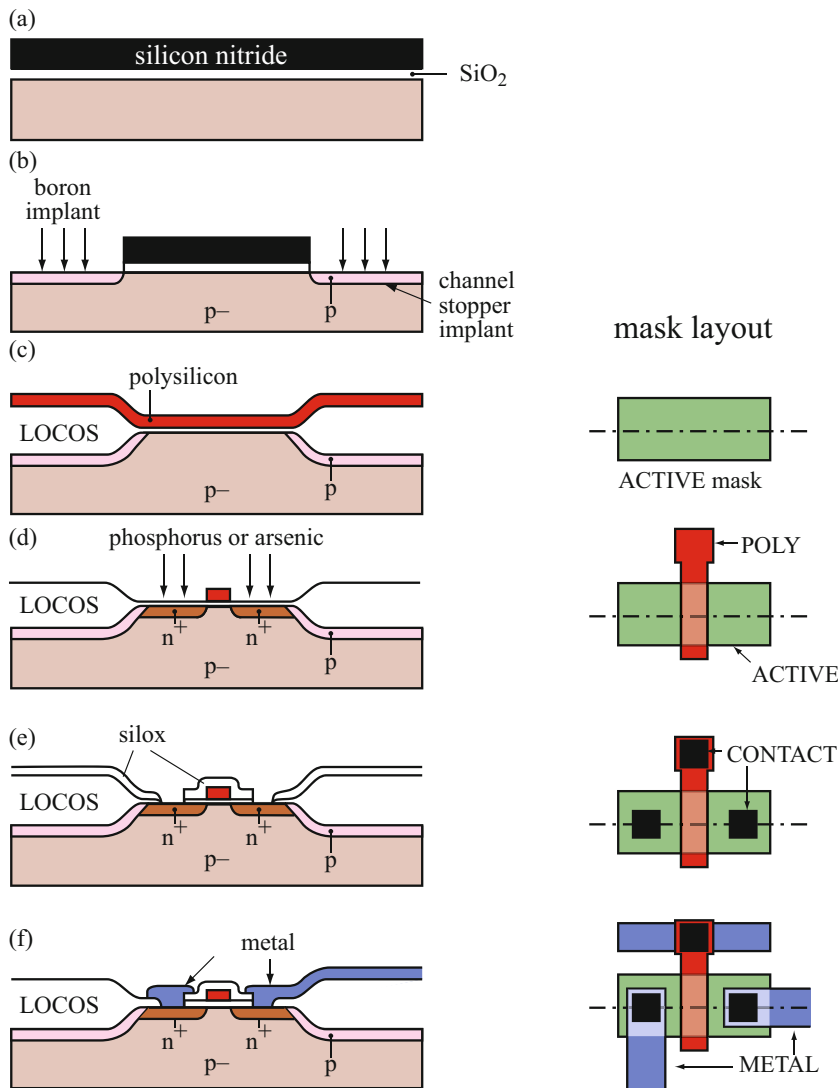 (a)
silicon nitride
SiO₂
(b)
boron
implant
channel
stopper
implant
p
p–
mask layout
(c)
polysilicon
LOCOS
p
p–
ACTIVE mask
(d)
phosphorus or arsenic
LOCOS
n+
n+
p
p–
POLY
ACTIVE
(e)
silox
LOCOS
n+
n+
p
p–
CONTACT
(f)
metal
LOCOS
n+
n+
p
p–
METAL